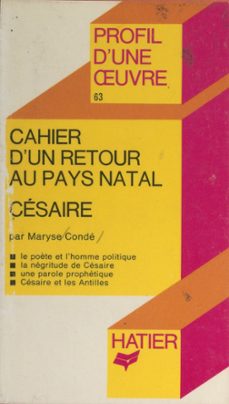 PROFIL
D'UNE
ŒUVRE
63
CAHIER
D'UN RETOUR
AU PAYS NATAL
CÉSAIRE
par Maryse Condé
le poète et l'homme politique
la négritude de Césaire
une parole prophétique
Césaire et les Antilles
HATIER